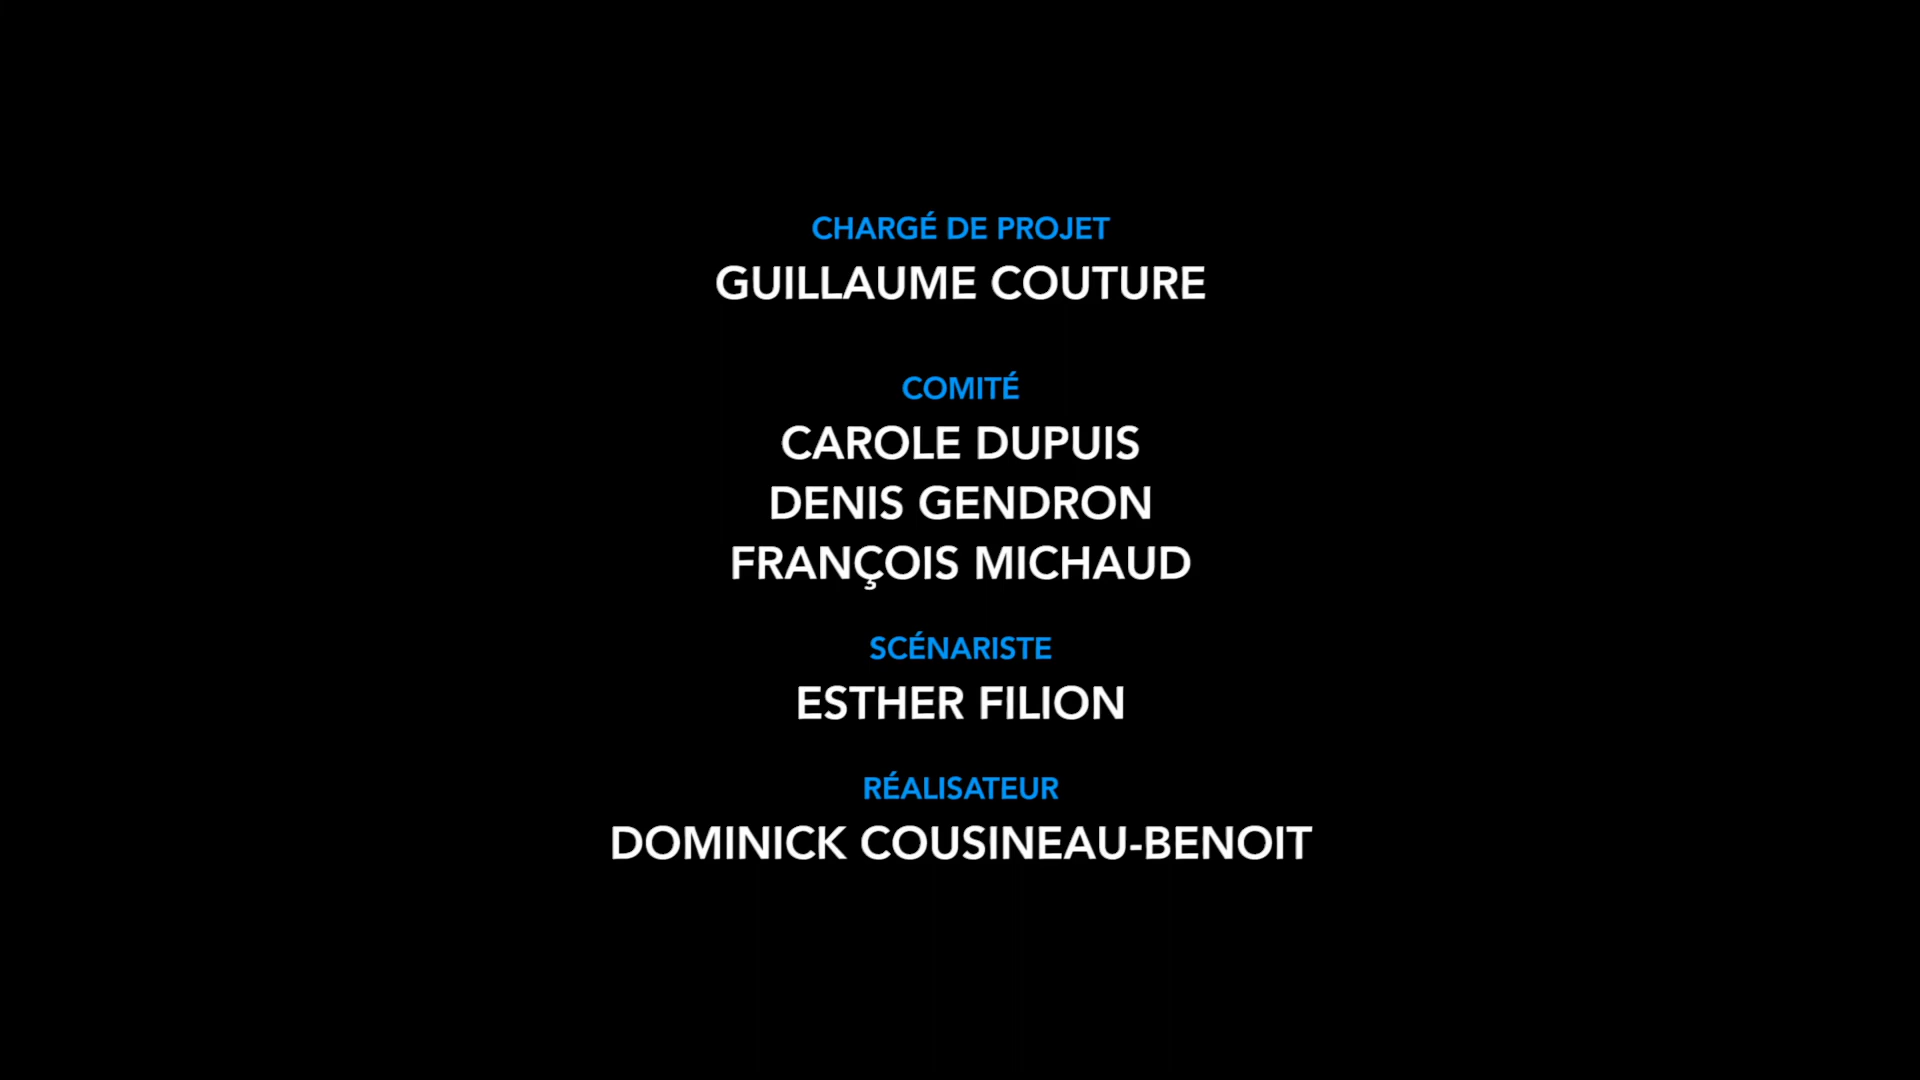 CHARGÉ DE PROJET
GUILLAUME COUTURE
COMITÉ
CAROLE DUPUIS
DENIS GENDRON
FRANÇOIS MICHAUD
SCÉNARISTE
ESTHER FILION
RÉALISATEUR
DOMINICK COUSINEAU-BENOIT